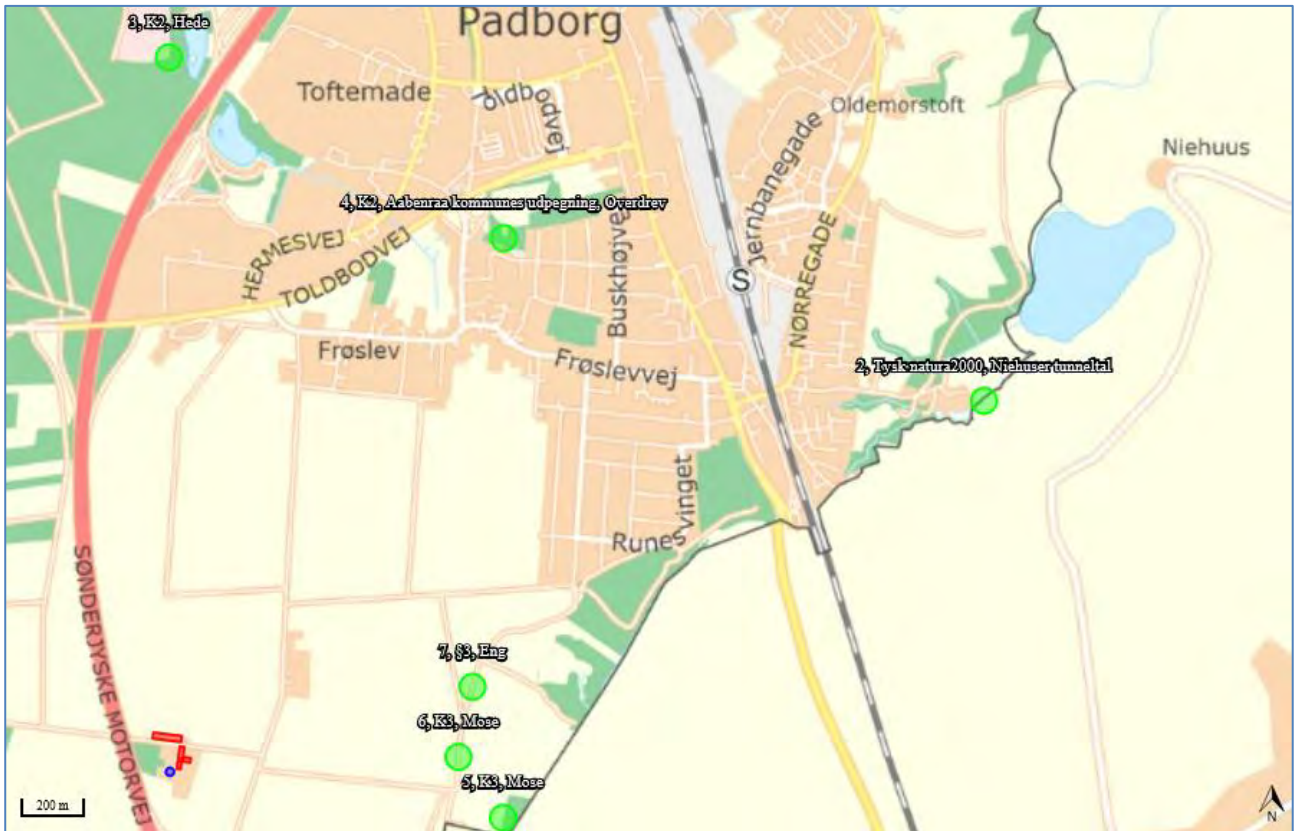 3, K2, Hede
Padborg
Toftemade
Toldbodvej
Oldemorstoft
Niehuus
Jernbanegade
4, K2, Aabenraa kommunes udpegning, Overdrev
HERMESVEJ
TOLDBODVEJ
Buskhøjvej
S
NØRREGADE
Frøslev
Frøslevvej
2, Tysk natura2000, Niehuser tunneltal
Runesvinget
SØNDERJYSKE MOTORVEJ
7, §3, Eng
6, K3, Mose
5, K3, Mose
200 m
N